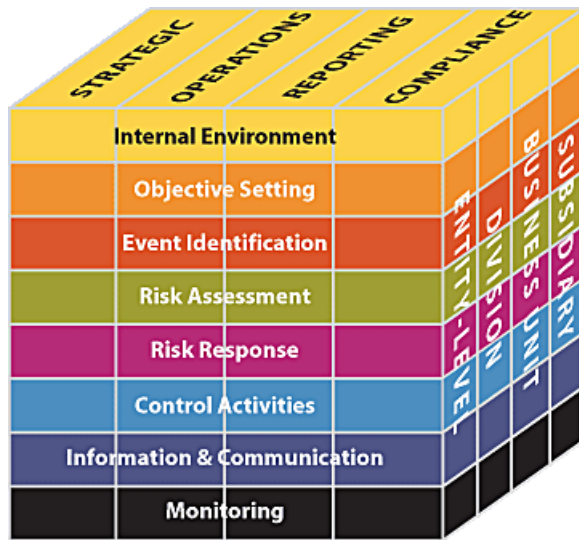 STRATEGIC
OPERATIONS
REPORTING
COMPLIANCE
Internal Environment
Objective Setting
Event Identification
Risk Assessment
Risk Response
Control Activities
Information & Communication
Monitoring
ENTITY-LEVEL
DIVISION
BUSINESS UNIT
SUBSIDIARY